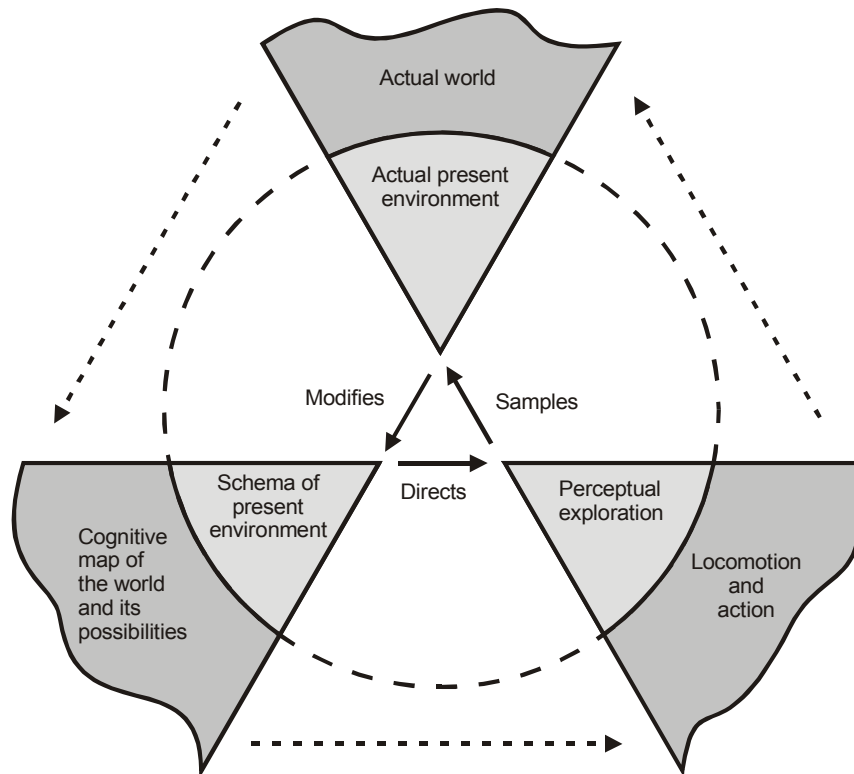 Actual world
Actual present
environment
Modifies
Samples
Directs
Schema of
present
environment
Perceptual
exploration
Cognitive
map of
the world
and its
possibilities
Locomotion
and
action